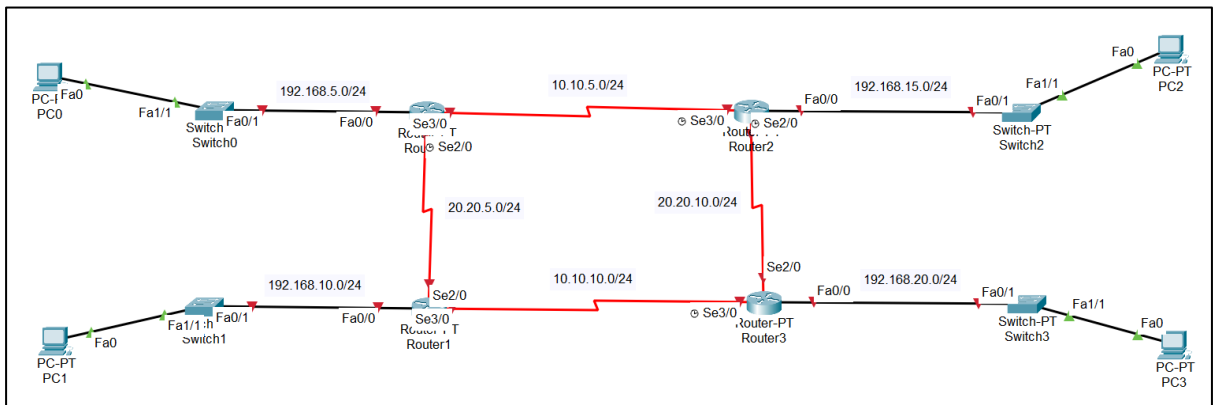 PC0
Fa0
Fa1/1
Switch0
Fa0/1
192.168.5.0/24
Fa0/0
Se3/0
Se2/0
10.10.5.0/24
Se3/0
Se2/0
Router2
Fa0/0
192.168.15.0/24
Fa0/1
Switch-PT
Switch2
Fa1/1
Fa0
PC-PT
PC2
20.20.5.0/24
20.20.10.0/24
PC-PT
PC1
Fa0
Fa1/1
Switch1
Fa0/1
192.168.10.0/24
Fa0/0
Se2/0
Se3/0
Router1
10.10.10.0/24
Se2/0
Se3/0
Router-PT
Router3
Fa0/0
192.168.20.0/24
Fa0/1
Switch-PT
Switch3
Fa1/1
Fa0
PC-PT
PC3